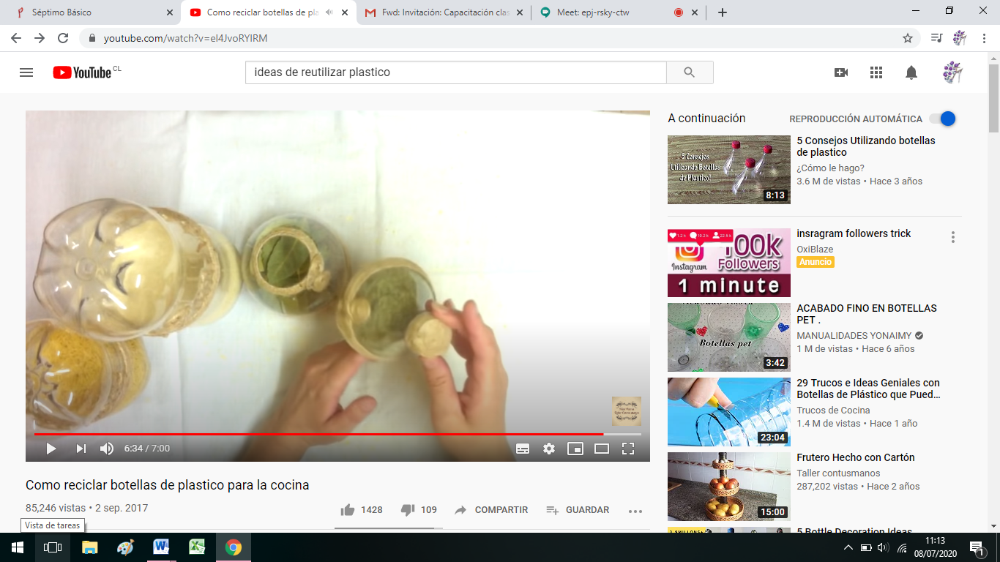 Séptimo Básico
Como reciclar botellas de pla
Fwd: Invitación: Capacitación clas
Meet: epj-rsky-ctw
youtube.com/watch?v=eI4JvoRYIRM
YouTube CL
ideas de reutilizar plastico
A continuación
REPRODUCCIÓN AUTOMÁTICA
5 Consejos
Utilizando Botellas
de Plastico!
8:13
5 Consejos Utilizando botellas
de plastico
¿Cómo le hago?
3.6 M de vistas • Hace 3 años
100k
Followers
Instagram
1 minute
insragram followers trick
OxiBlaze
Anuncio
Botellas pet
3:42
ACABADO FINO EN BOTELLAS
PET .
MANUALIDADES YONAIMY
1 M de vistas • Hace 6 años
23:04
29 Trucos e Ideas Geniales con
Botellas de Plástico que Pued…
Trucos de Cocina
1.4 M de vistas • Hace 1 año
15:00
Frutero Hecho con Cartón
Taller contusmanos
287,202 vistas • Hace 2 años
5 Bottle Decoration Ideas
6:34 / 7:00
Como reciclar botellas de plastico para la cocina
85,246 vistas • 2 sep. 2017
1428
109
COMPARTIR
GUARDAR
Vista de tareas
11:13
08/07/2020
1